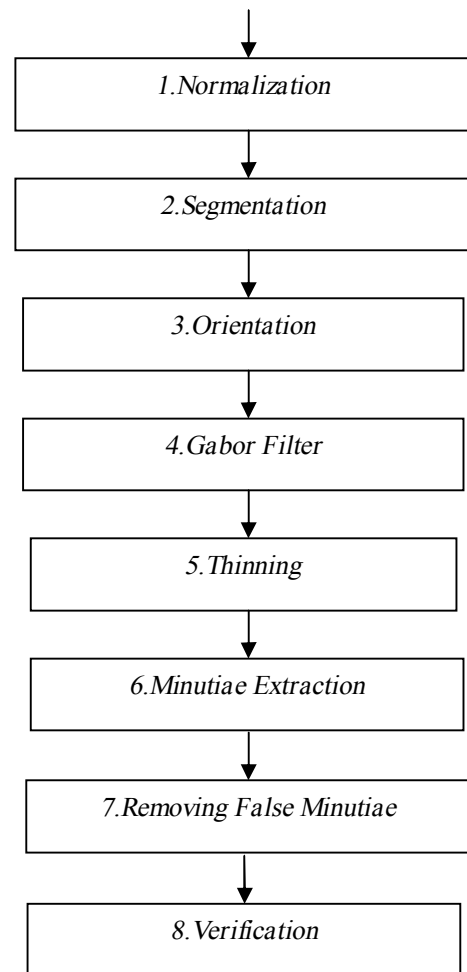 1.Normalization
2.Segmentation
3.Orientation
4.Gabor Filter
5.Thinning
6.Minutiae Extraction
7.Removing False Minutiae
8.Verification